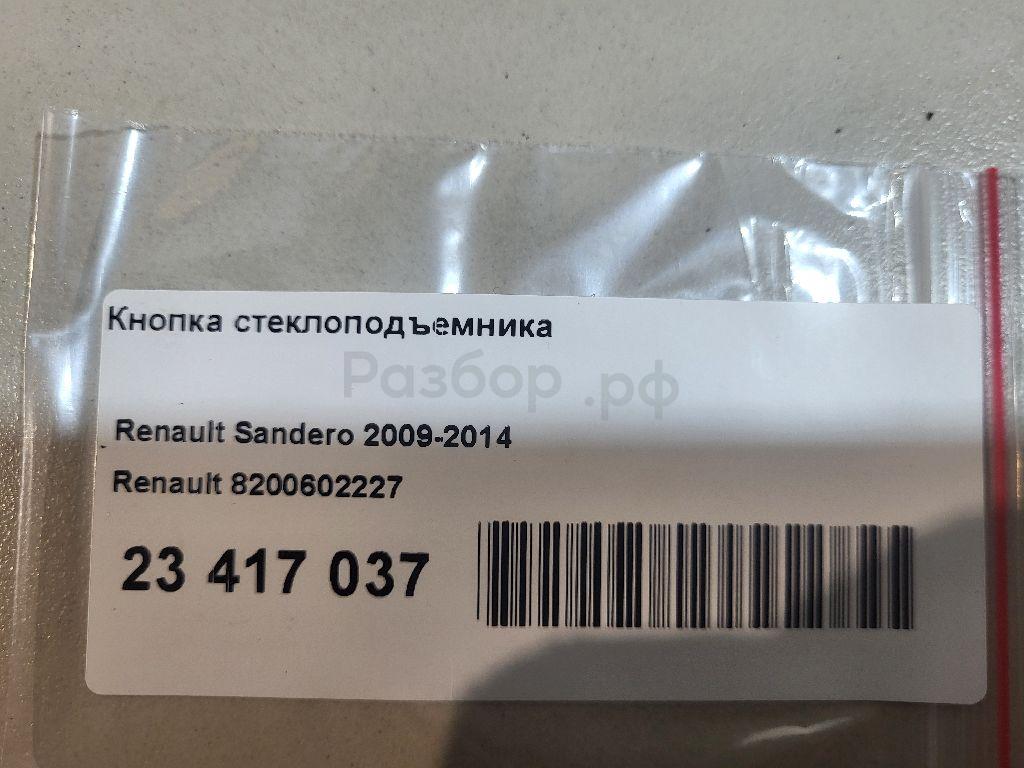 Кнопка стеклоподъемника
Разбор.рф
Renault Sandero 2009-2014
Renault 8200602227
23 417 037